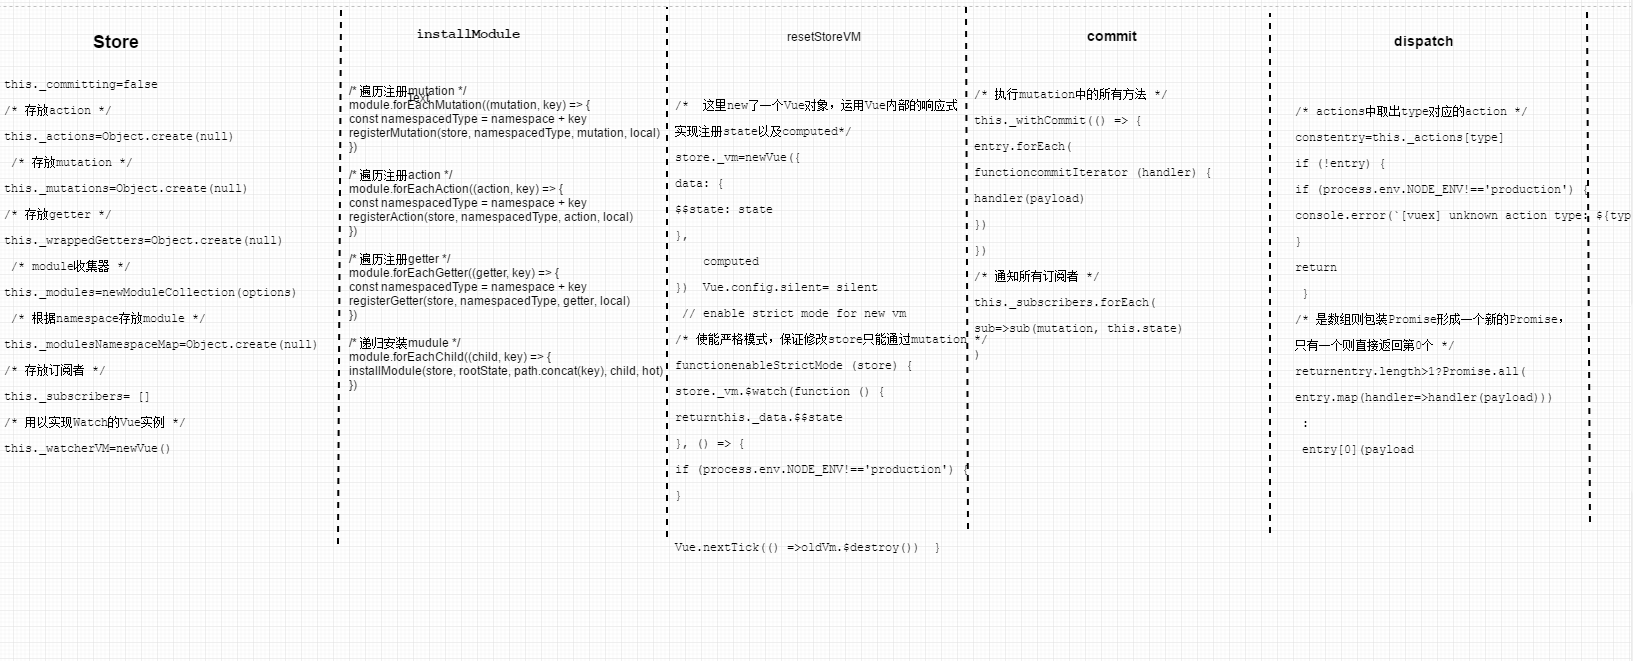 Store
this._committing=false
/* 存放action */
this._actions=Object.create(null)
/* 存放mutation */
this._mutations=Object.create(null)
/* 存放getter */
this._wrappedGetters=Object.create(null)
/* module收集器 */
this._modules=newModuleCollection(options)
/* 根据namespace存放module */
this._modulesNamespaceMap=Object.create(null)
/* 存放订阅者 */
this._subscribers= []
/* 用以实现Watch的Vue实例 */
this._watcherVM=newVue()
installModule
/* 遍历注册mutation */
Text
module.forEachMutation((mutation, key) => {
const namespacedType = namespace + key
registerMutation(store, namespacedType, mutation, local)
})
/* 遍历注册action */
module.forEachAction((action, key) => {
const namespacedType = namespace + key
registerAction(store, namespacedType, action, local)
})
/* 遍历注册getter */
module.forEachGetter((getter, key) => {
const namespacedType = namespace + key
registerGetter(store, namespacedType, getter, local)
})
/* 递归安装mudule */
module.forEachChild((child, key) => {
installModule(store, rootState, path.concat(key), child, hot)
})
resetStoreVM
/*  这里new了一个Vue对象，运用Vue内部的响应式
实现注册state以及computed*/
store._vm=newVue({
data: {
$$state: state
},
computed
})  Vue.config.silent= silent
// enable strict mode for new vm
/* 使能严格模式，保证修改store只能通过mutation */
functionenableStrictMode (store) {
store._vm.$watch(function () {
returnthis._data.$$state
}, () => {
if (process.env.NODE_ENV!=='production') {
}
Vue.nextTick(() =>oldVm.$destroy())  }
commit
/* 执行mutation中的所有方法 */
this._withCommit(() => {
entry.forEach(
functioncommitIterator (handler) {
handler(payload)
})
})
/* 通知所有订阅者 */
this._subscribers.forEach(
sub=>sub(mutation, this.state)
)
dispatch
/* actions中取出type对应的action */
constentry=this._actions[type]
if (!entry) {
if (process.env.NODE_ENV!=='production') {
console.error(`[vuex] unknown action type: ${typ
}
return
}
/* 是数组则包装Promise形成一个新的Promise，
只有一个则直接返回第0个 */
returnentry.length>1?Promise.all(
entry.map(handler=>handler(payload)))
:
entry[0](payload